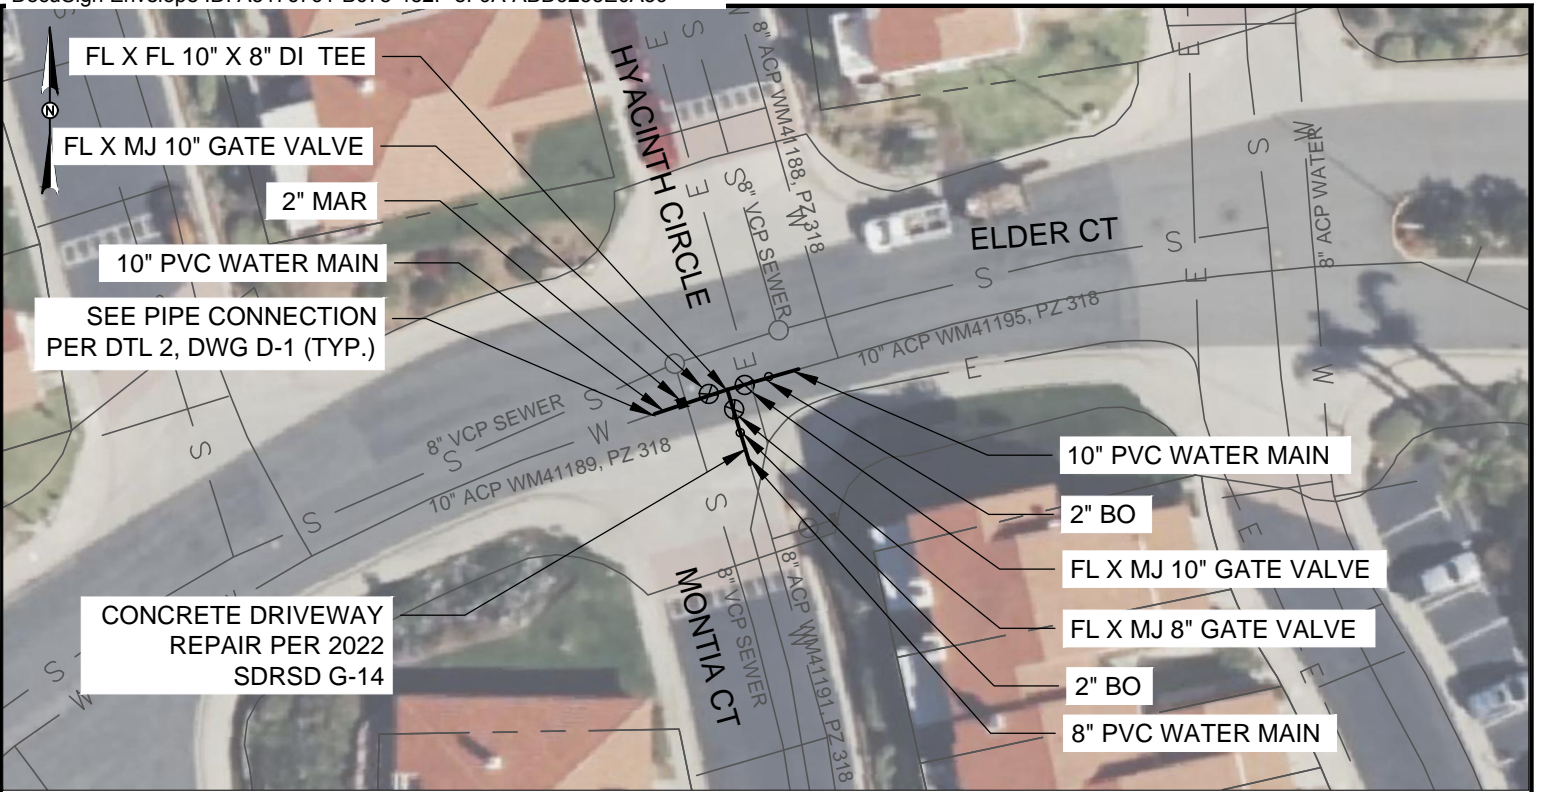 FL X FL 10" X 8" DI TEE
N
FL X MJ 10" GATE VALVE
2" MAR
10" PVC WATER MAIN
SEE PIPE CONNECTION
PER DTL 2, DWG D-1 (TYP.)
HYACINTH CIRCLE
E
S
E
S
8" ACP WM41188, PZ 318
W
8" VCP SEWER
E
S
E
ELDER CT
S
S
E
E
S
W
8" ACP WATER
W
10" ACP WM41195, PZ 318
E
E
8" VCP SEWER
S
S
W
10" ACP WM41189, PZ 318
S
S
S
W
S
S
10" PVC WATER MAIN
2" BO
FL X MJ 10" GATE VALVE
FL X MJ 8" GATE VALVE
2" BO
8" PVC WATER MAIN
E
E
E
CONCRETE DRIVEWAY
REPAIR PER 2022
SDRSD G-14
MONTIA CT
S
8" VCP SEWER
8" ACP WM41191, PZ 318
W